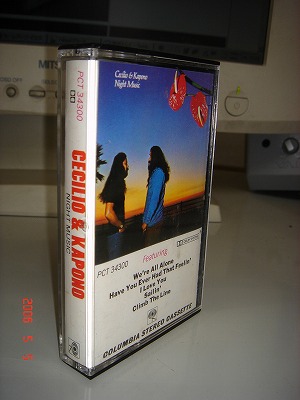 MITS
PCT 34300
CECILIO & KAPONO
NIGHT MUSIC
Cecilio & Kapono
Night Music
PCT 34300
Featuring
We're All Alone
Have You Ever Had That Feelin'
I Love You
Sailin'
Climb The Line
COLUMBIA STEREO CASSETTE
2006 5 4